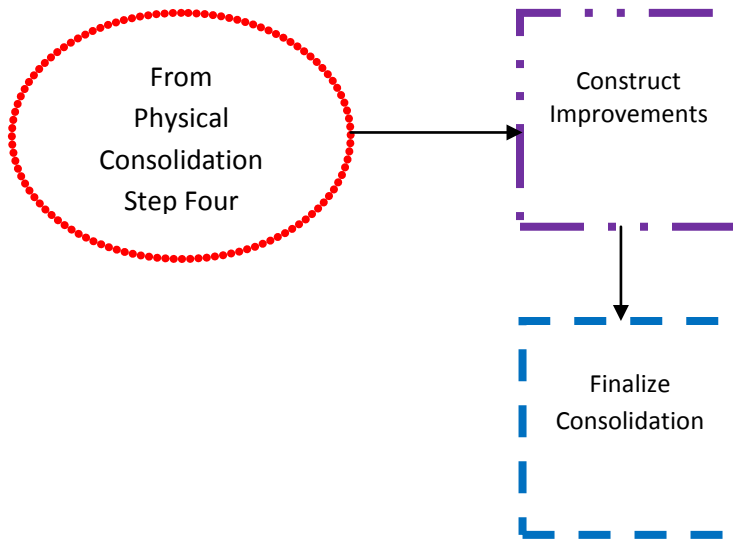 From
Physical
Consolidation
Step Four
Construct
Improvements
Finalize
Consolidation